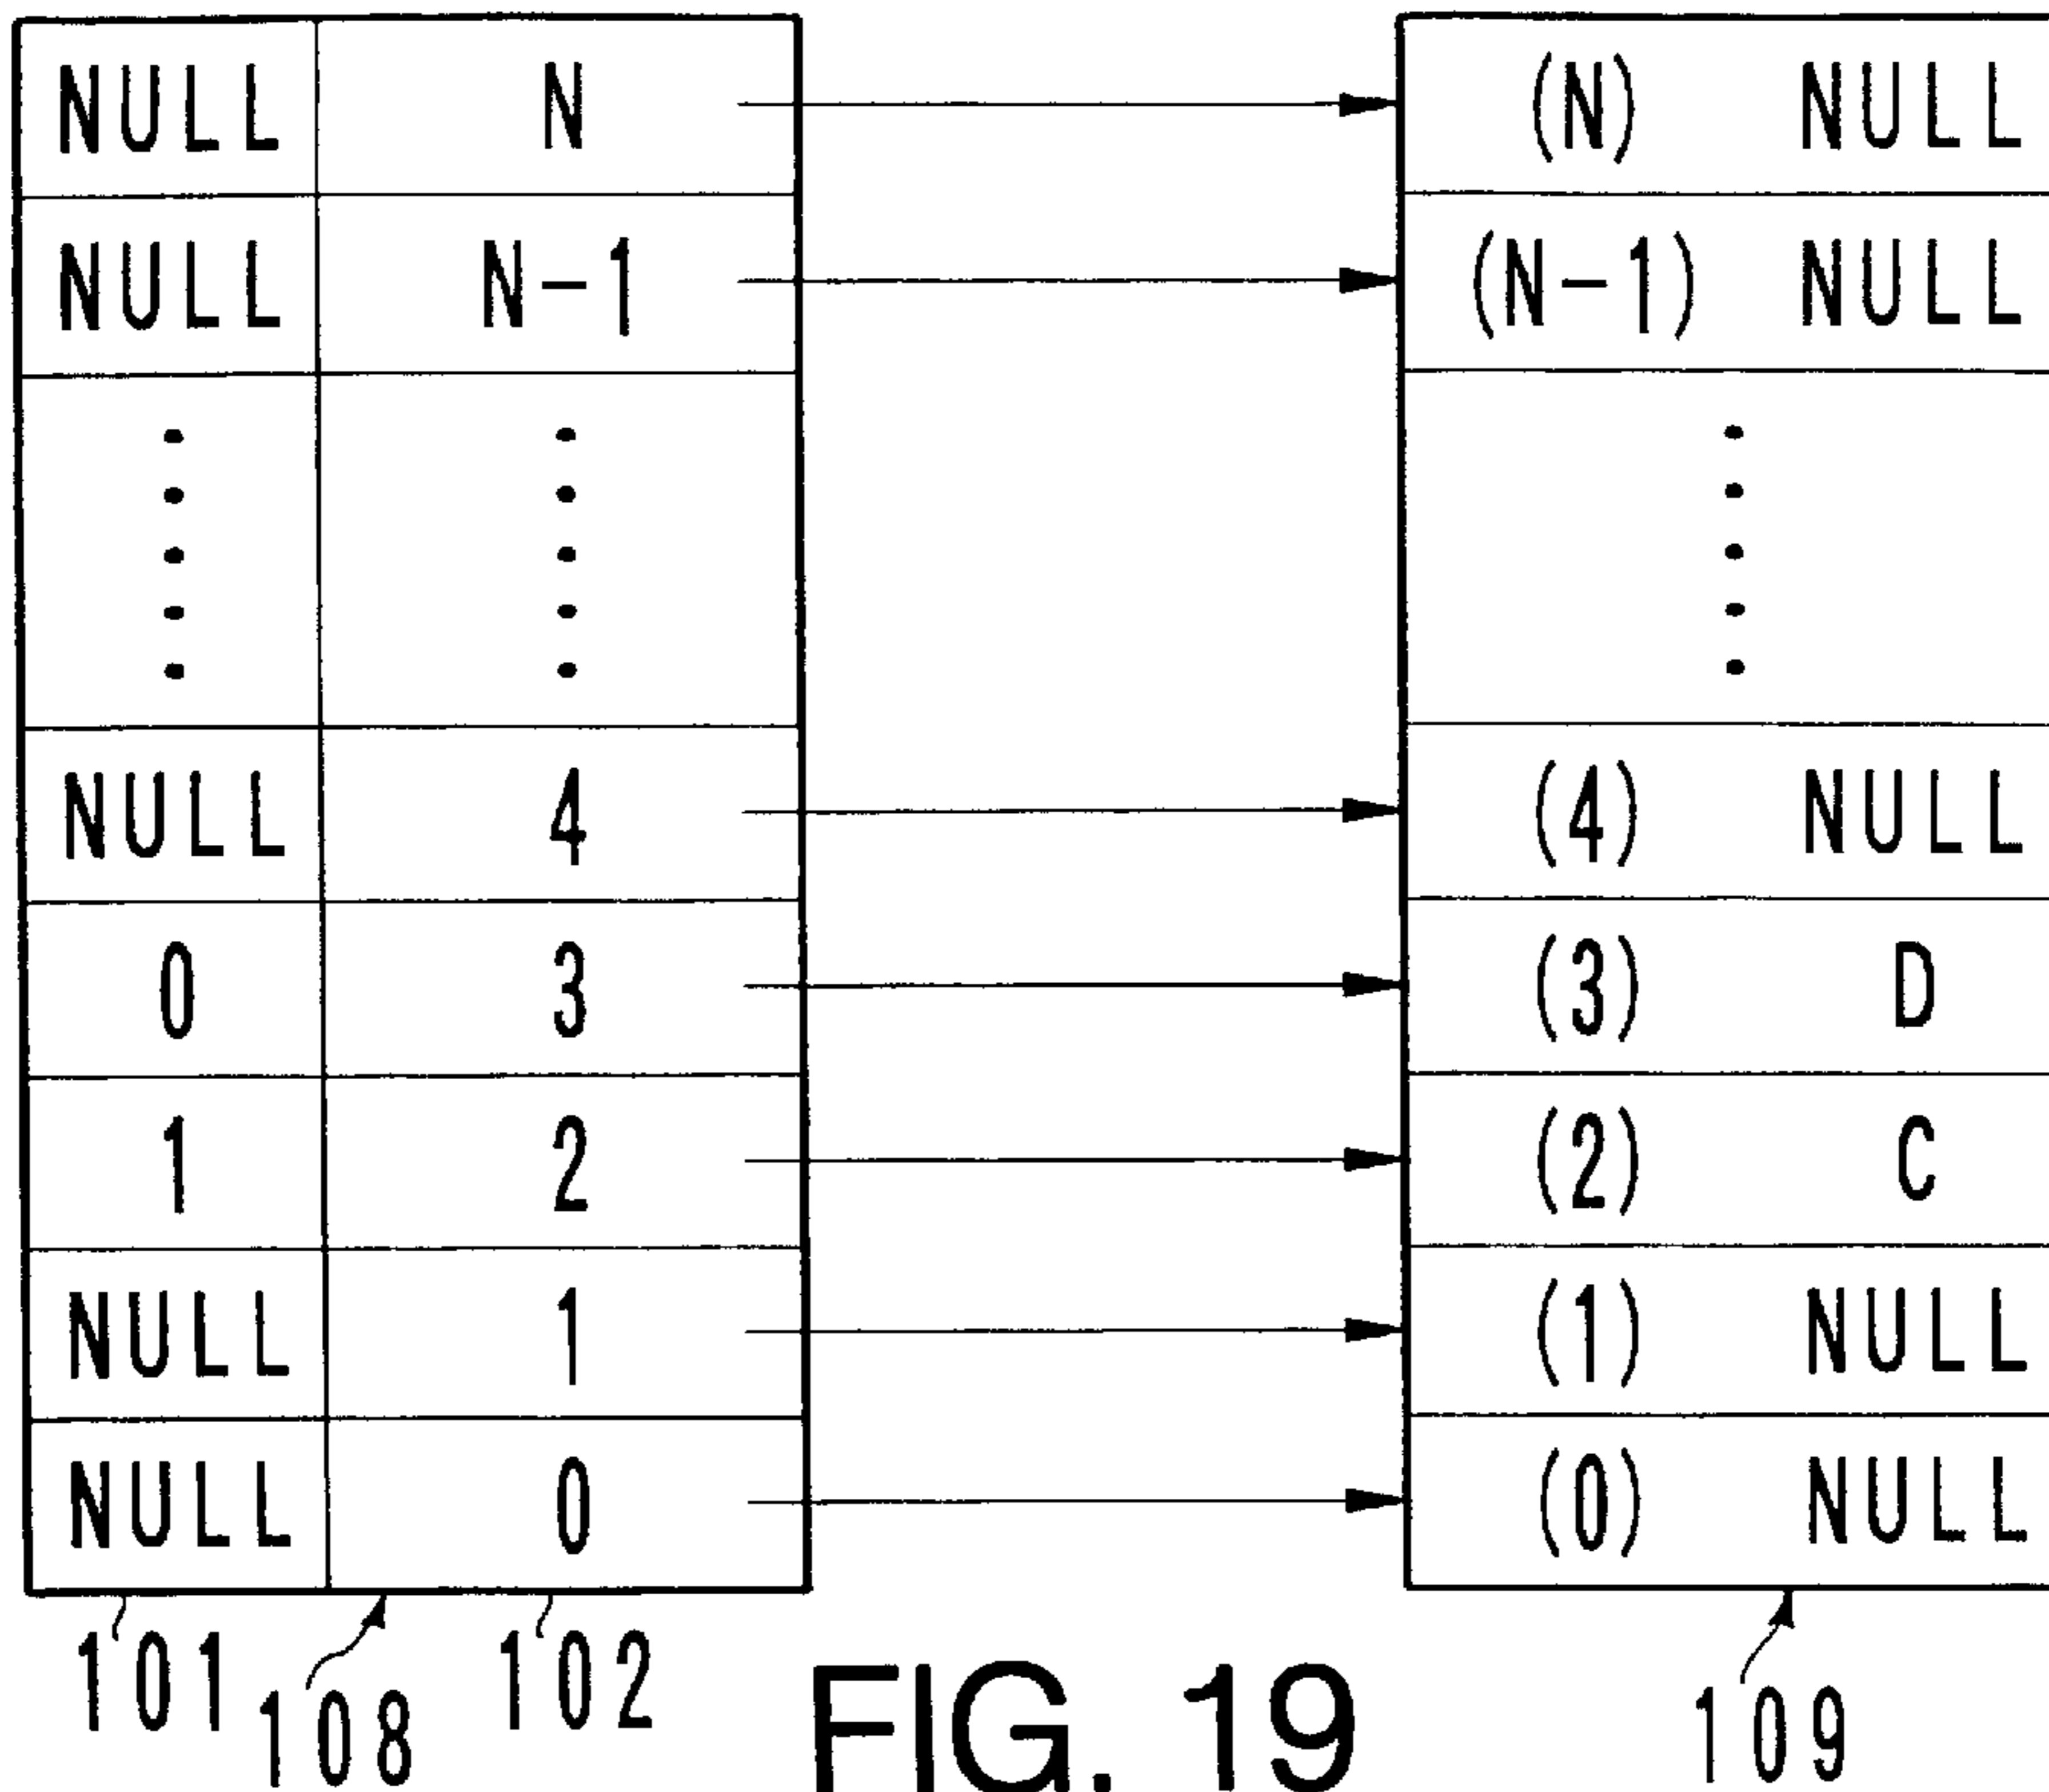 NULL N (N) NULL
NULL N-1 (N-1) NULL
NULL 4 (4) NULL
0 3 (3) D
1 2 (2) C
NULL 1 (1) NULL
NULL 0 (0) NULL
101 108 102 109
FIG. 19